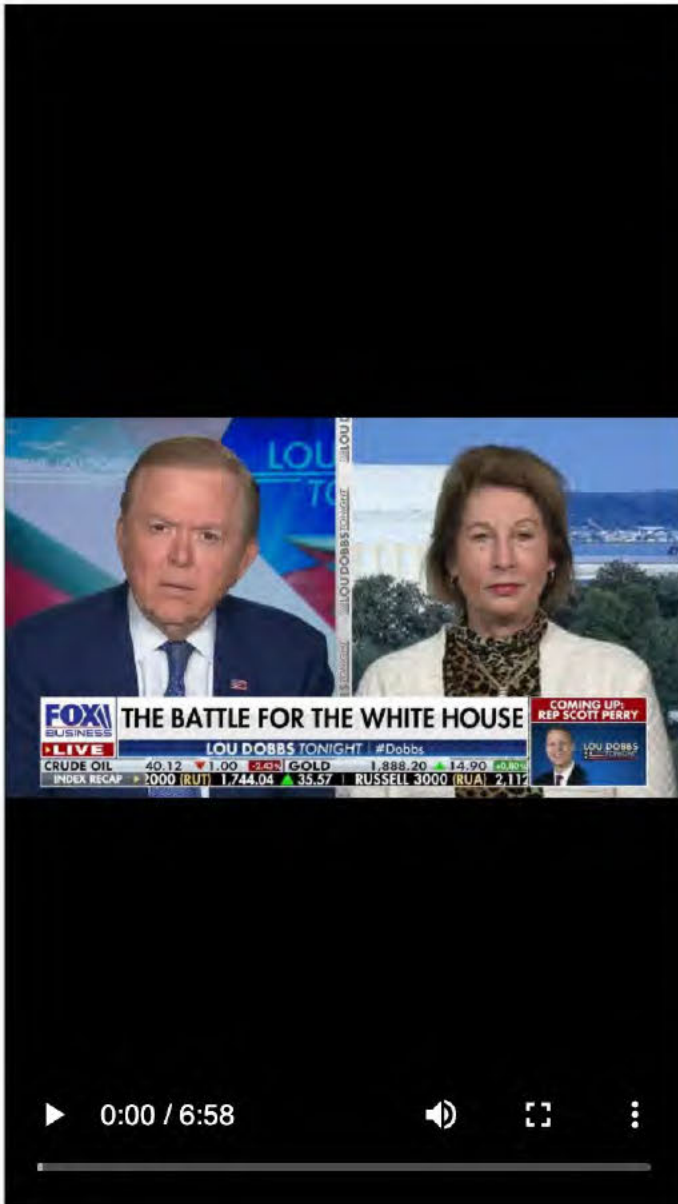 LOU
TO
LOU D
LOU DOBBS TONIGHT
FOX
BUSINESS
LIVE
THE BATTLE FOR THE WHITE HOUSE
COMING UP:
REP SCOTT PERRY
LOU DOBBS TONIGHT | #Dobbs
LOU DOBBS
TONIGHT
CRUDE OIL 40.12 ▼1.00 -2.43% GOLD 1,888.20 ▲ 14.90 +0.80%
INDEX RECAP 2000 (RUT) 1,744.04 ▲ 35.57 | RUSSELL 3000 (RUA) 2,112
0:00 / 6:58